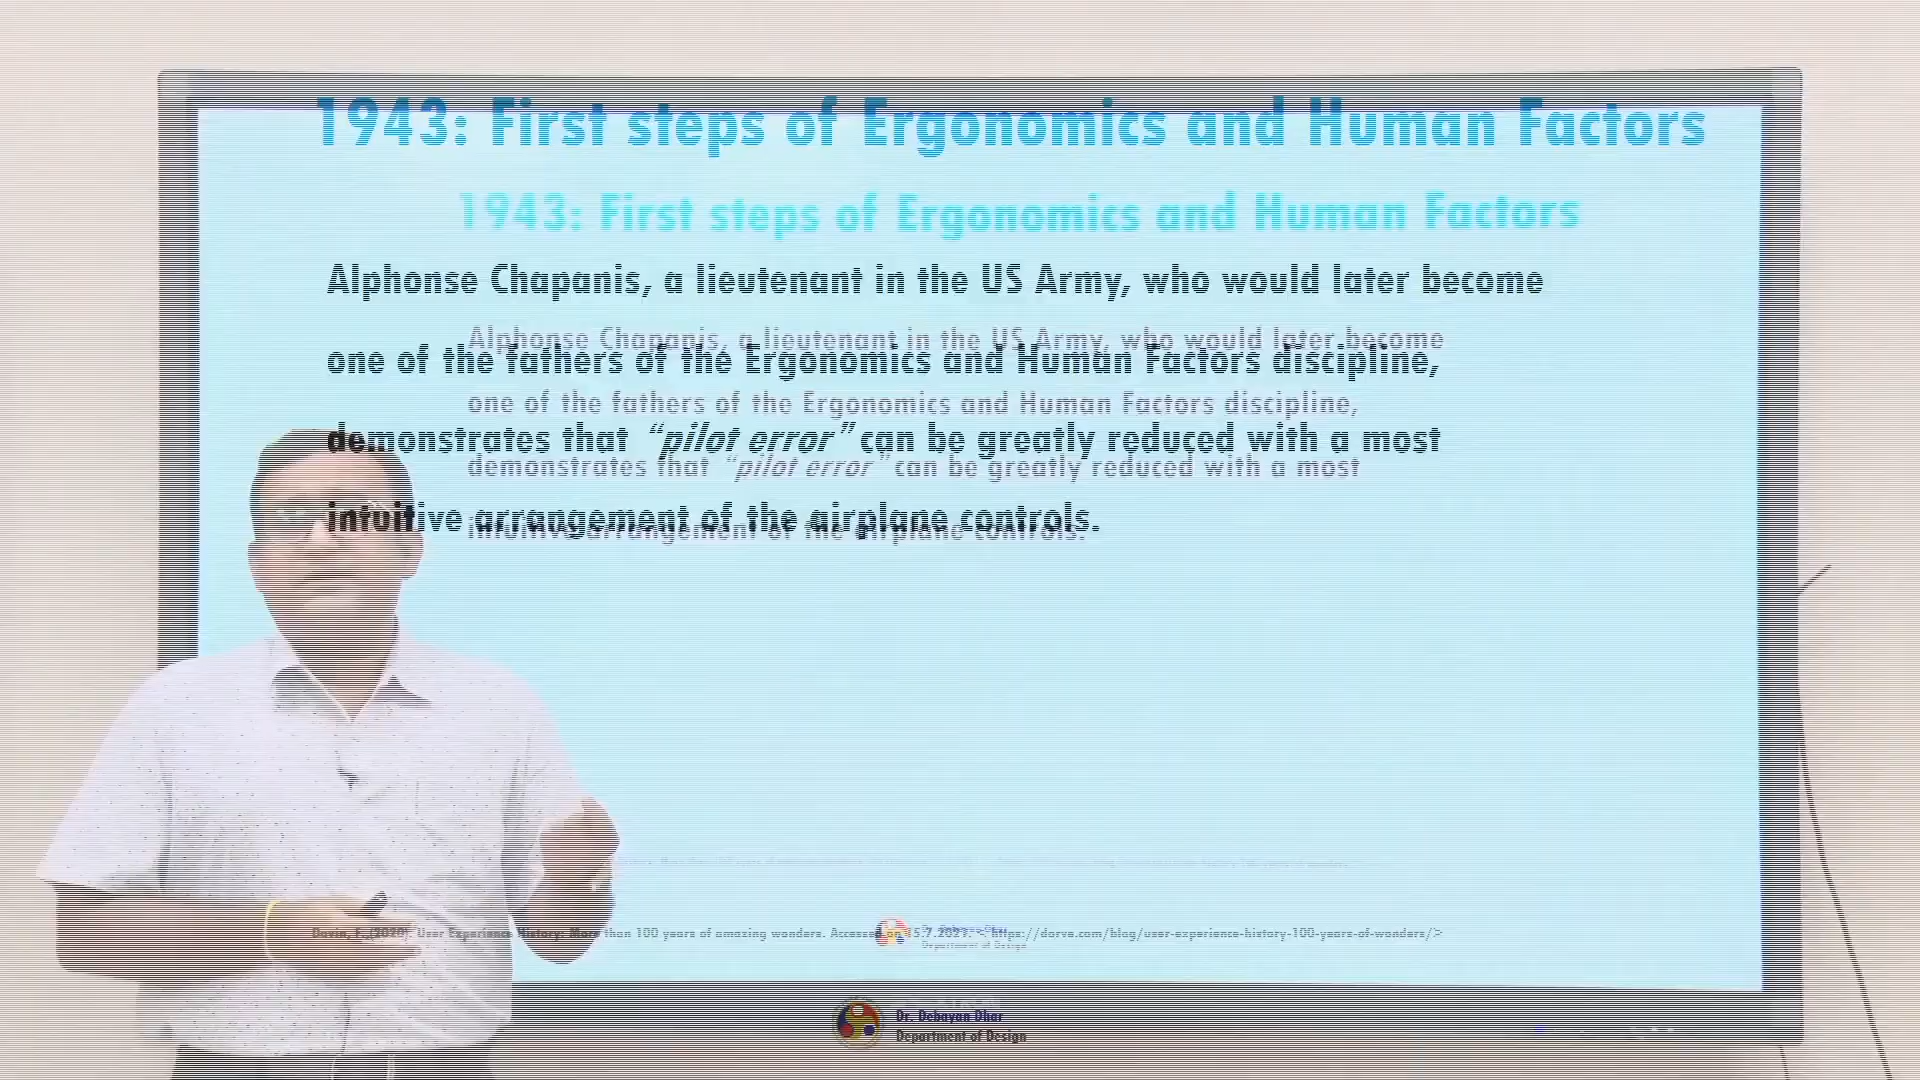 1943: First steps of Ergonomics and Human Factors
1943: First steps of Ergonomics and Human Factors
Alphonse Chapanis, a lieutenant in the US Army, who would later become
Alphonse Chapanis, a lieutenant in the US Army, who would later become
one of the fathers of the Ergonomics and Human Factors discipline,
one of the fathers of the Ergonomics and Human Factors discipline,
demonstrates that “pilot error” can be greatly reduced with a most
demonstrates that “pilot error” can be greatly reduced with a most
intuitive arrangement of the airplane controls.
intuitive arrangement of the airplane controls.
Davin, F.,(2020). User Experience History: More than 100 years of amazing wonders. Accessed on 15.7.2021. < https://dorve.com/blog/user-experience-history-100-years-of-wonders/>
Department of Design
Dr. Debayan Dhar
Department of Design